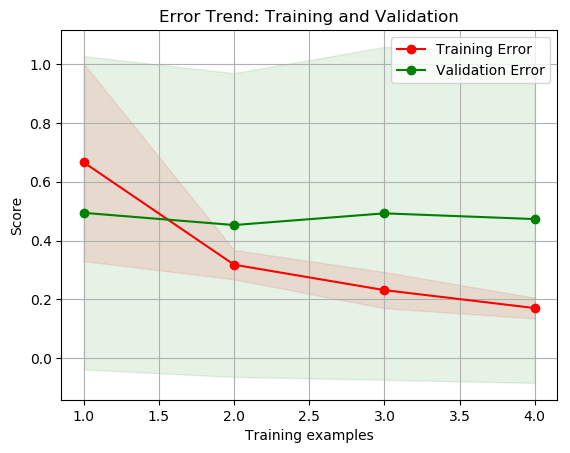 Error Trend: Training and Validation
Training Error
Validation Error
Score
1.0
0.8
0.6
0.4
0.2
0.0
1.0 1.5 2.0 2.5 3.0 3.5 4.0
Training examples